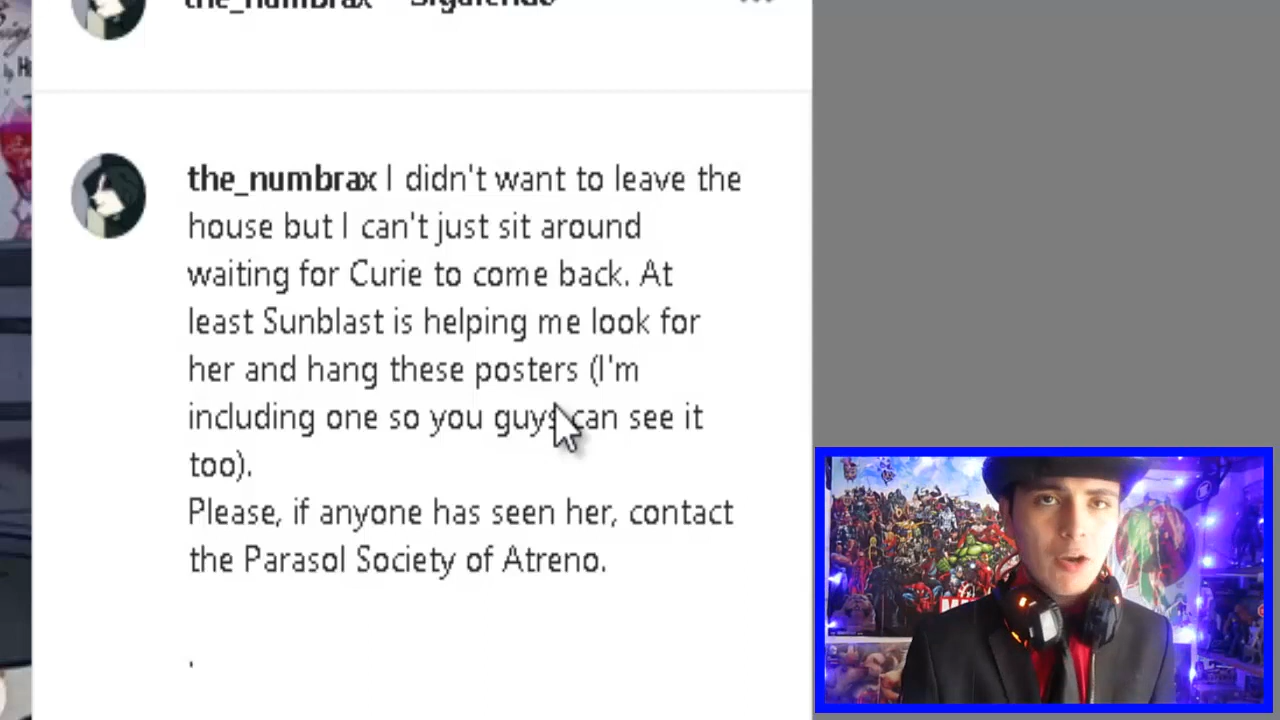 the_numbrax Siguiendo
the_numbrax I didn't want to leave the
house but I can't just sit around
waiting for Curie to come back. At
least Sunblast is helping me look for
her and hang these posters (I'm
including one so you guys can see it
too).
Please, if anyone has seen her, contact
the Parasol Society of Atreno.
.